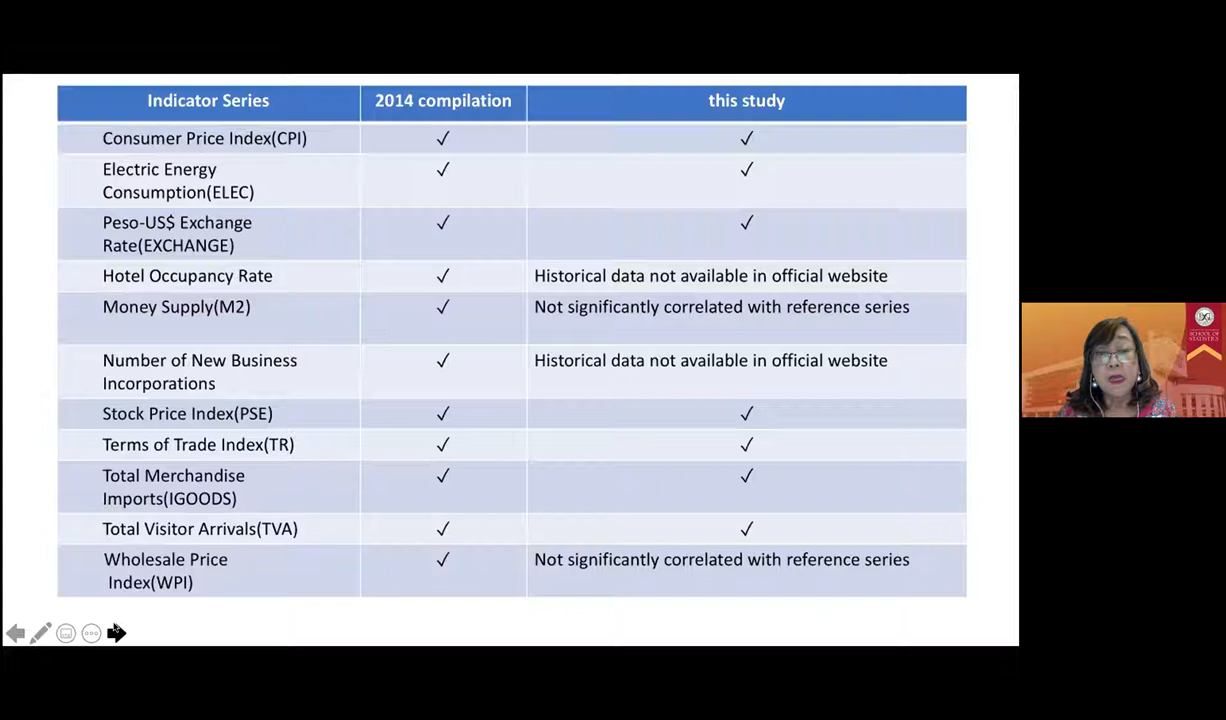 Indicator Series 2014 compilation this study
Consumer Price Index(CPI) ✓ ✓
Electric Energy ✓ ✓
Consumption(ELEC)
Peso-US$ Exchange ✓ ✓
Rate(EXCHANGE)
Hotel Occupancy Rate ✓ Historical data not available in official website
Money Supply(M2) ✓ Not significantly correlated with reference series
Number of New Business ✓ Historical data not available in official website
Incorporations
Stock Price Index(PSE) ✓ ✓
Terms of Trade Index(TR) ✓ ✓
Total Merchandise ✓ ✓
Imports(IGOODS)
Total Visitor Arrivals(TVA) ✓ ✓
Wholesale Price ✓ Not significantly correlated with reference series
Index(WPI)
SCHOOL OF
STATISTICS